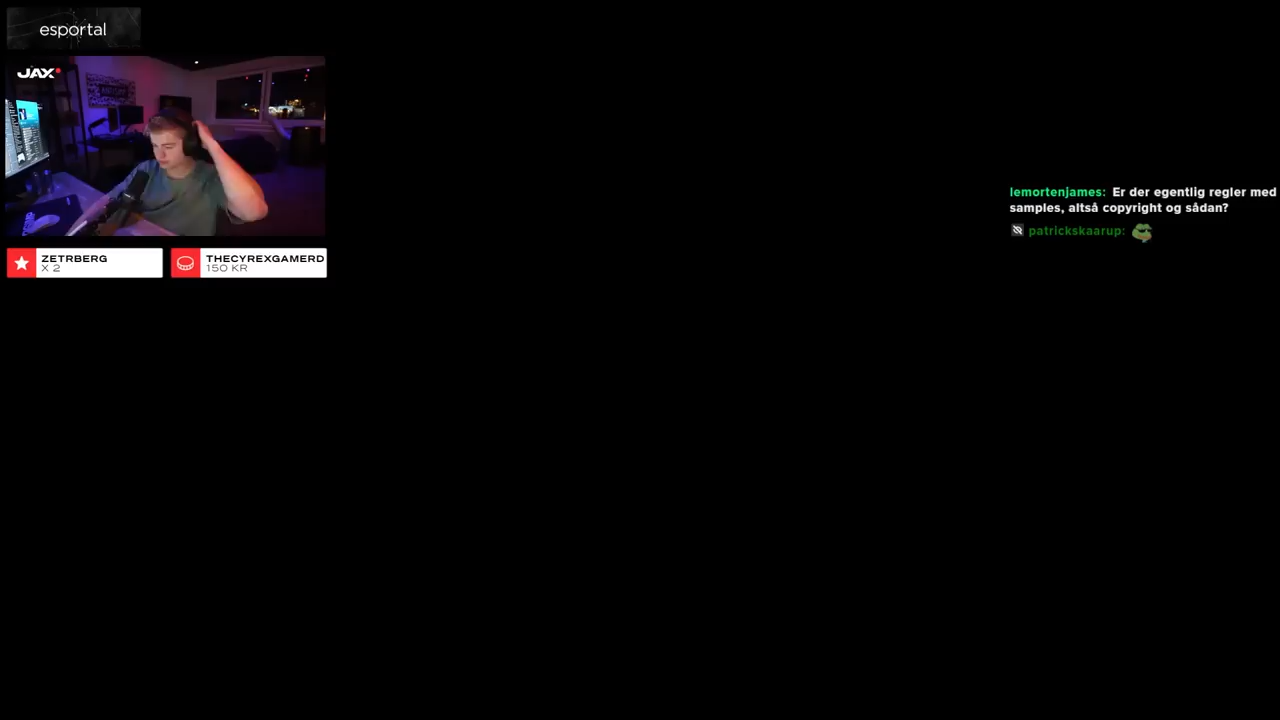 esportal
JAX
ZETRBERG
X 2
THECYREXGAMERD
150 KR
lemortenjames: Er der egentlig regler med
samples, altså copyright og sådan?
patrickskaarup: